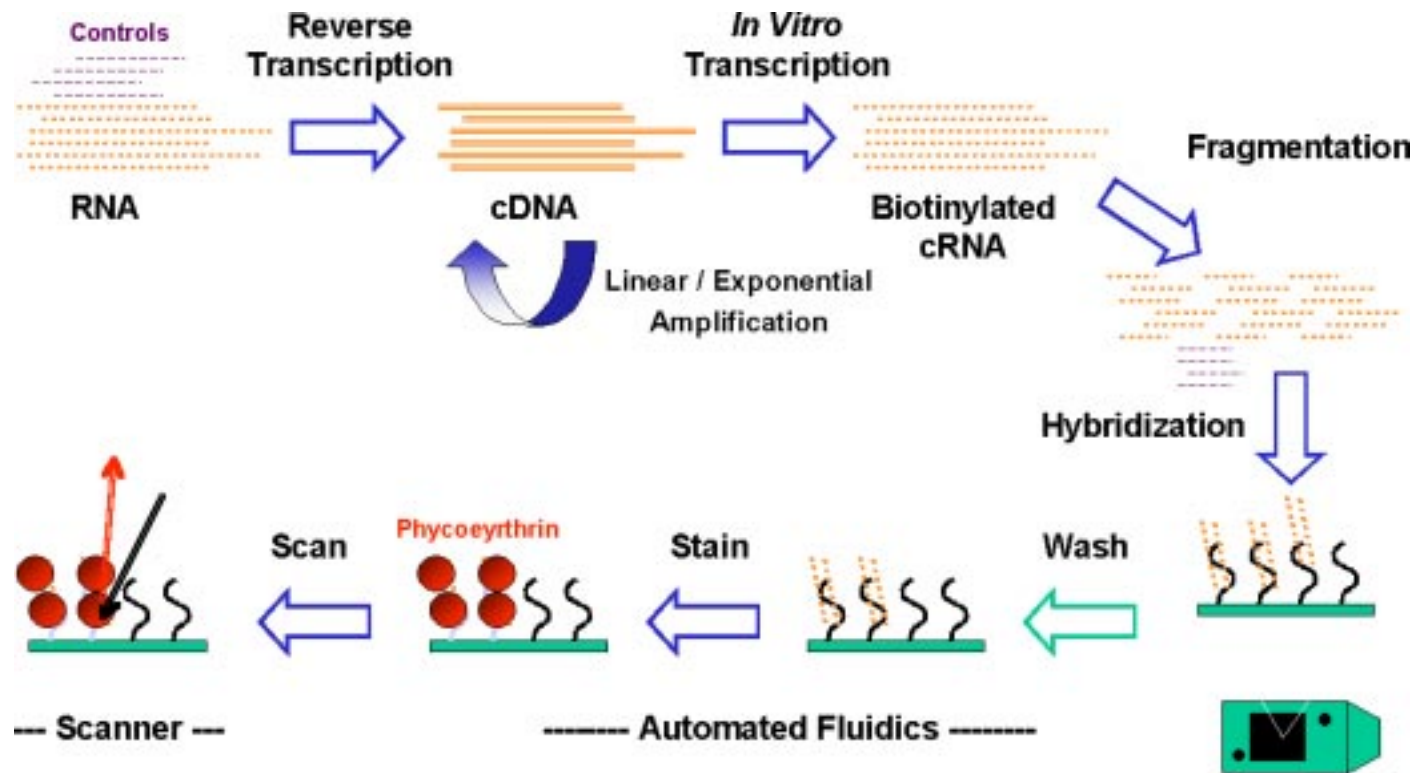 Controls
Reverse
Transcription
In Vitro
Transcription
Fragmentation
RNA
cDNA
Biotinylated
cRNA
Linear / Exponential
Amplification
Hybridization
Scan
Phycoeyrthrin
Stain
Wash
--- Scanner ---
-------- Automated Fluidics --------